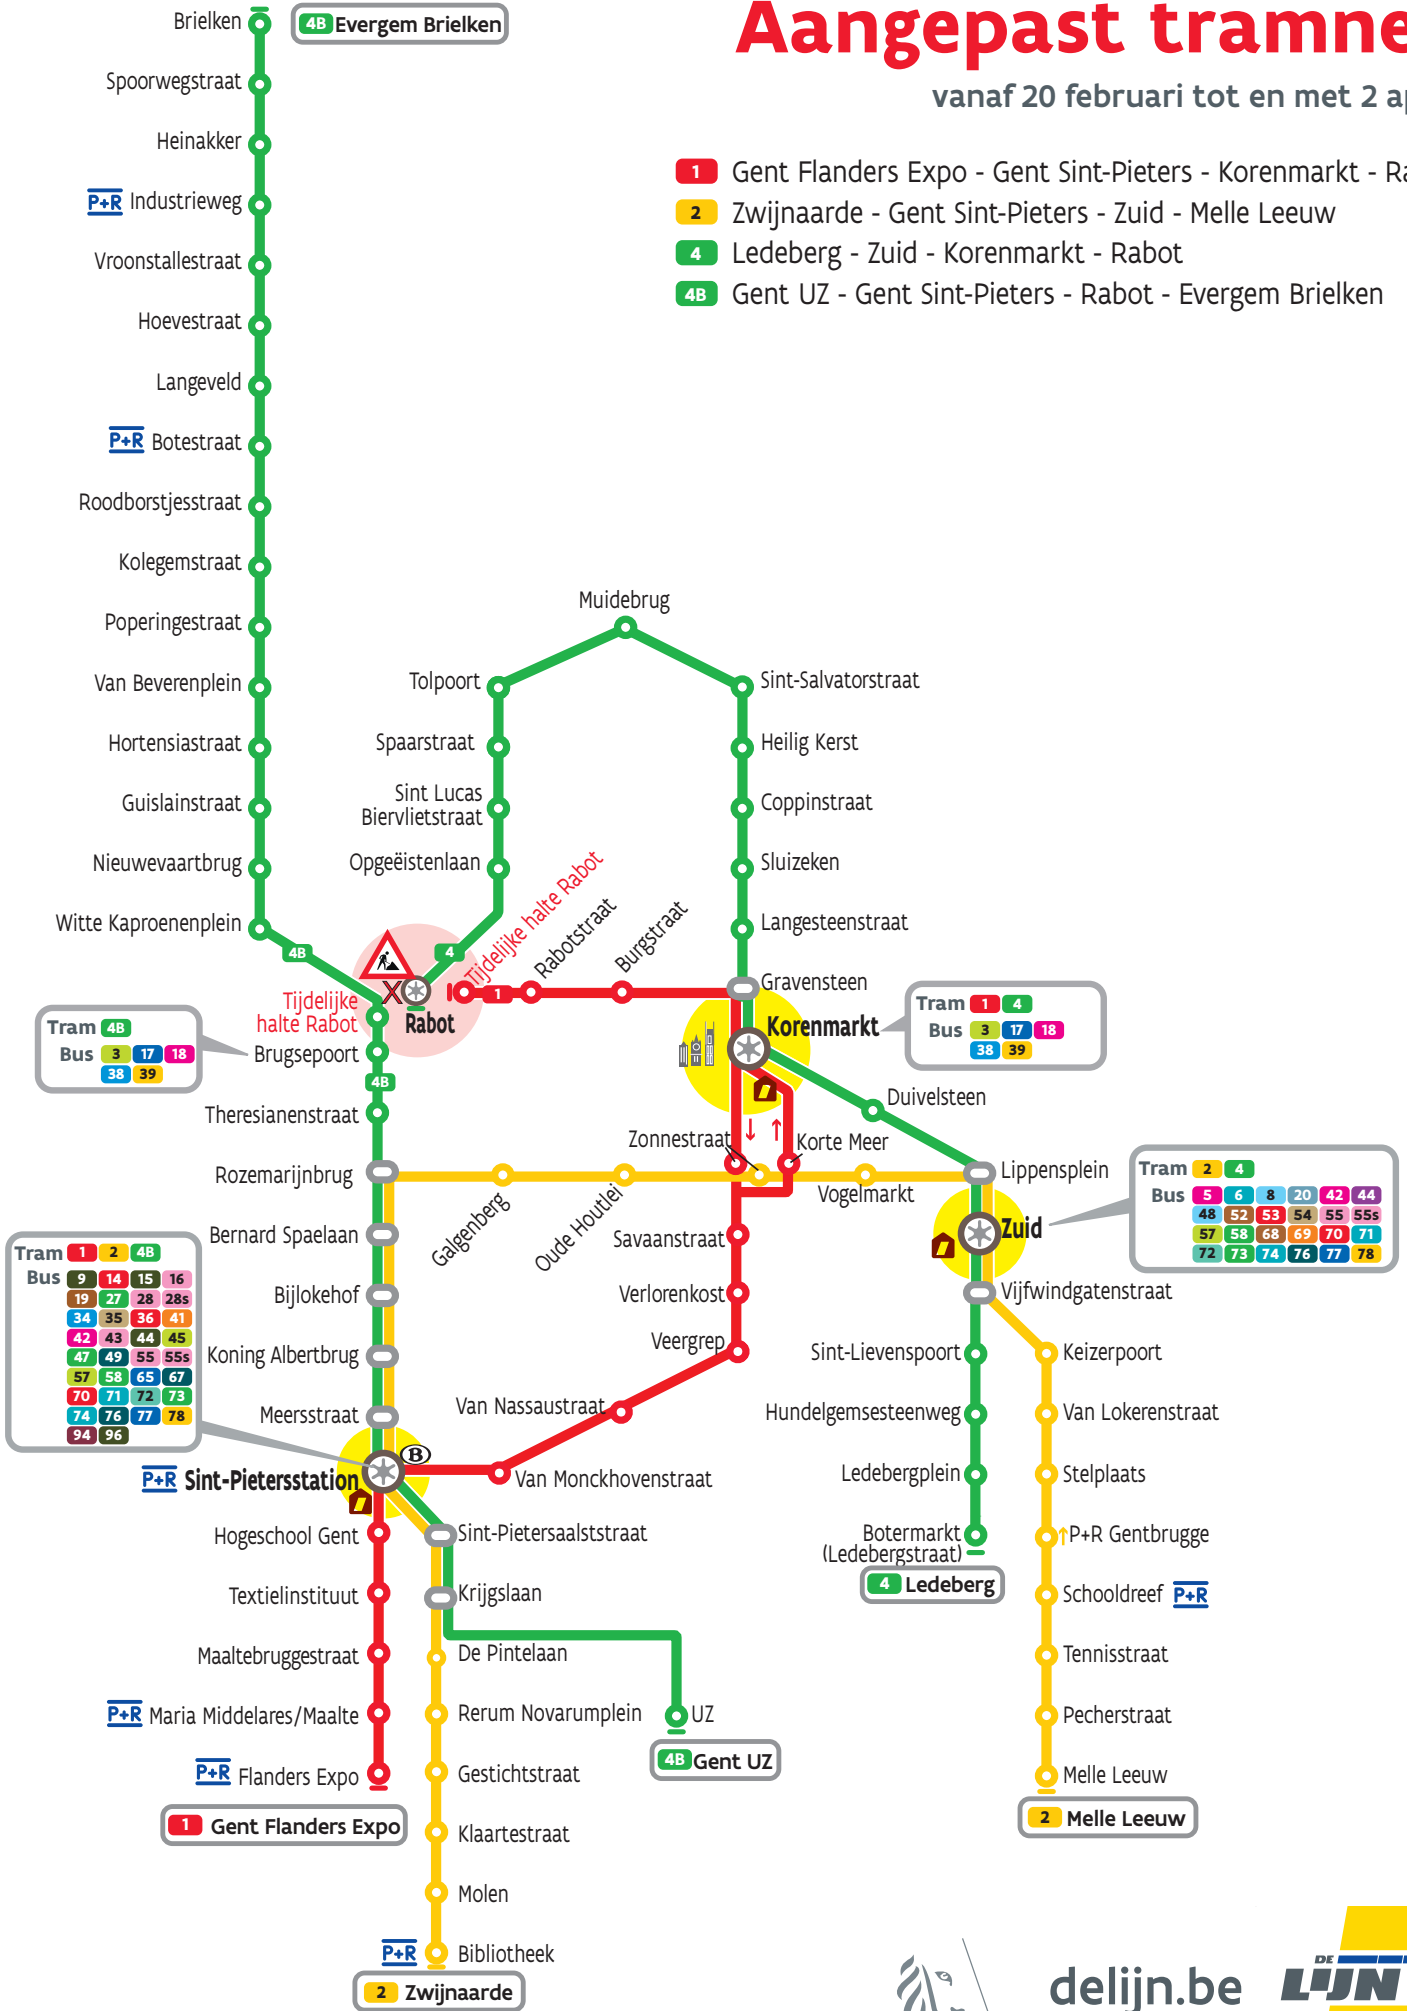 Aangepast tramne
vanaf 20 februari tot en met 2 ap
1 Gent Flanders Expo - Gent Sint-Pieters - Korenmarkt - Ra
2 Zwijnaarde - Gent Sint-Pieters - Zuid - Melle Leeuw
4 Ledeberg - Zuid - Korenmarkt - Rabot
4B Gent UZ - Gent Sint-Pieters - Rabot - Evergem Brielken
4B Evergem Brielken
Brielken
Spoorwegstraat
Heinakker
P+R Industrieweg
Vroonstallestraat
Hoevestraat
Langeveld
P+R Botestraat
Roodborstjesstraat
Kolegemstraat
Poperingestraat
Van Beverenplein
Hortensiastraat
Guislainstraat
Nieuwevaartbrug
Witte Kaproenenplein
4B
Tijdelijke
halte Rabot
Brugsepoort
4B
Theresianenstraat
Rozemarijnbrug
Bernard Spaelaan
Bijlokehof
Koning Albertbrug
Meersstraat
B
P+R Sint-Pietersstation
Tram 4B
Bus 3 17 18
38 39
Muidebrug
Tolpoort
Spaarstraat
Sint Lucas
Biervlietstraat
Opgeëistenlaan
4
X
Rabot
Tijdelijke halte Rabot
1
Rabotstraat
Burgstraat
Sint-Salvatorstraat
Heilig Kerst
Coppinstraat
Sluizeken
Langesteenstraat
Gravensteen
Korenmarkt
Tram 1 4
Bus 3 17 18
38 39
Duivelsteen
Zonnestraat
↓ ↑
Korte Meer
Lippensplein
Galgenberg
Oude Houtlei
Vogelmarkt
Zuid
Tram 2 4
Bus 5 6 8 20 42 44
48 52 53 54 55 55s
57 58 68 69 70 71
72 73 74 76 77 78
Savaanstraat
Verlorenkost
Veergrep
Van Nassaustraat
Van Monckhovenstraat
Tram 1 2 4B
Bus 9 14 15 16
19 27 28 28s
34 35 36 41
42 43 44 45
47 49 55 55s
57 58 65 67
70 71 72 73
74 76 77 78
94 96
Vijfwindgatenstraat
Sint-Lievenspoort
Hundelgemsesteenweg
Ledebergplein
Botermarkt
(Ledebergstraat)
4 Ledeberg
Keizerpoort
Van Lokerenstraat
Stelplaats
↑P+R Gentbrugge
Schooldreef P+R
Tennisstraat
Pecherstraat
Melle Leeuw
2 Melle Leeuw
Hogeschool Gent
Textielinstituut
Maaltebruggestraat
P+R Maria Middelares/Maalte
P+R Flanders Expo
1 Gent Flanders Expo
Sint-Pietersaalststraat
Krijgslaan
De Pintelaan
Rerum Novarumplein
Gestichtstraat
Klaartestraat
Molen
P+R Bibliotheek
2 Zwijnaarde
UZ
4B Gent UZ
delijn.be
DE
LIJN